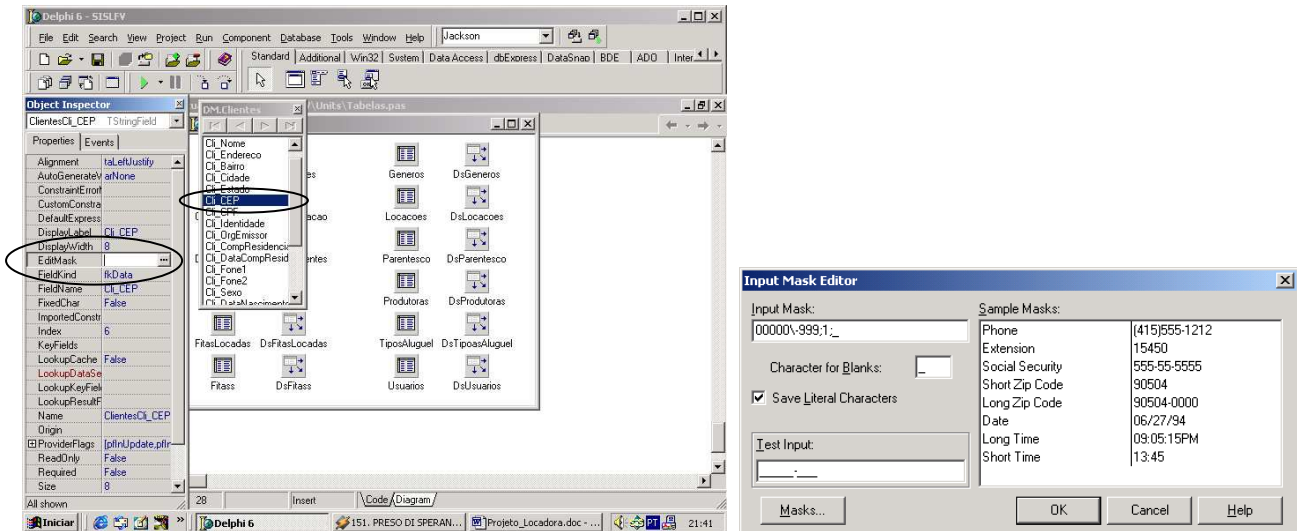 Delphi 6 - SISLFV
File Edit Search View Project Run Component Database Tools Window Help Jackson
Standard Additional Win32 System Data Access dbExpress DataSnap BDE ADO Inter
Object Inspector
ClientesCli_CEP TStringField
Properties Events
Alignment taLeftJustify
AutoGenerateV arNone
ConstraintErrorM
CustomConstra
DefaultExpress
DisplayLabel Cli_CEP
DisplayWidth 8
EditMask
FieldKind fkData
FieldName Cli_CEP
FixedChar False
ImportedConstr
Index 6
KeyFields
LookupCache False
LookupDataSe
LookupKeyField
LookupResultF
Name ClientesCli_CEP
Origin
ProviderFlags [pfInUpdate,pfIn
ReadOnly False
Required False
Size 8
All shown
\Units\Tabelas.pas
DM.Clientes
Cli_Nome
Cli_Endereco
Cli_Bairro
Cli_Cidade
Cli_Estado
Cli_CEP
Cli_CPF
Cli_Identidade
Cli_OrgEmissor
Cli_CompResidencia
Cli_DataCompResid
Cli_Fone1
Cli_Fone2
Cli_Sexo
Cli_DataNascimento
es Generos DsGeneros
acao Locacoes DsLocacoes
entes Parentesco DsParentesco
Produtoras DsProdutoras
FitasLocadas DsFitasLocadas TiposAluguel DsTipoasAluguel
Fitass DsFitass Usuarios DsUsuarios
28 Insert Code Diagram
Iniciar » Delphi 6 151. PRESO DI SPERAN... Projeto_Locadora.doc - ... PT 21:41
Input Mask Editor
Input Mask:
00000\-999;1;_
Character for Blanks: _
Save Literal Characters
Test Input:
_____-___
Masks...
Sample Masks:
Phone (415)555-1212
Extension 15450
Social Security 555-55-5555
Short Zip Code 90504
Long Zip Code 90504-0000
Date 06/27/94
Long Time 09:05:15PM
Short Time 13:45
OK Cancel Help